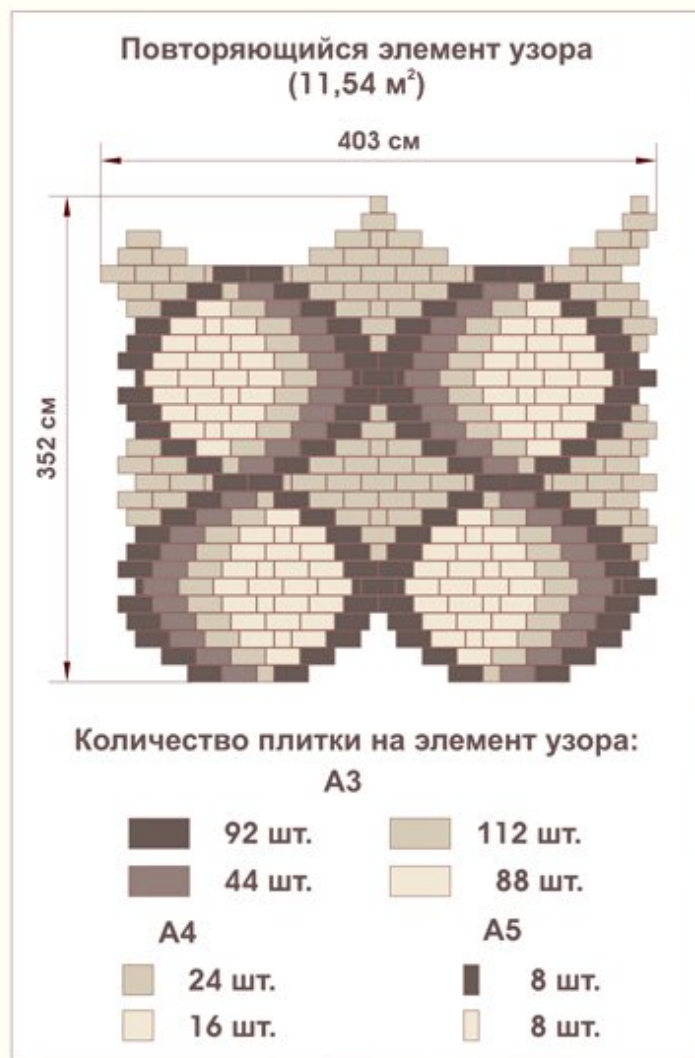 Повторяющийся элемент узора
(11,54 м²)
403 см
352 см
Количество плитки на элемент узора:
А3
92 шт. 112 шт.
44 шт. 88 шт.
А4 А5
24 шт. 8 шт.
16 шт. 8 шт.